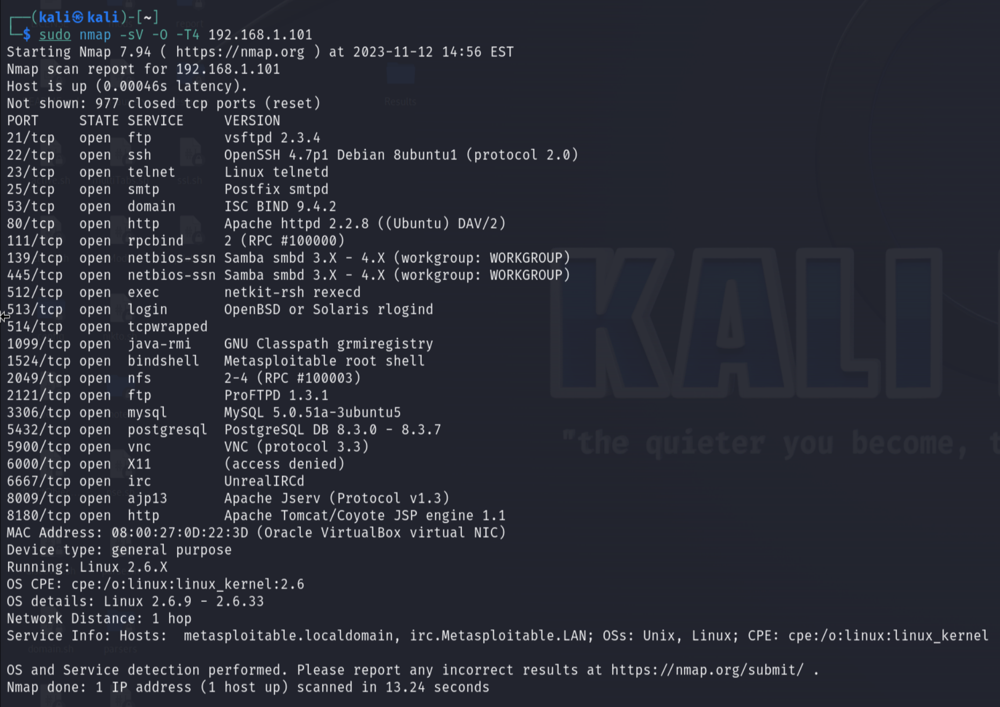 ┌──(kali㉿kali)-[~]
└─$ sudo nmap -sV -O -T4 192.168.1.101
Starting Nmap 7.94 ( https://nmap.org ) at 2023-11-12 14:56 EST
Nmap scan report for 192.168.1.101
Host is up (0.00046s latency).
Not shown: 977 closed tcp ports (reset)
PORT     STATE SERVICE     VERSION
21/tcp   open  ftp         vsftpd 2.3.4
22/tcp   open  ssh         OpenSSH 4.7p1 Debian 8ubuntu1 (protocol 2.0)
23/tcp   open  telnet      Linux telnetd
25/tcp   open  smtp        Postfix smtpd
53/tcp   open  domain      ISC BIND 9.4.2
80/tcp   open  http        Apache httpd 2.2.8 ((Ubuntu) DAV/2)
111/tcp  open  rpcbind     2 (RPC #100000)
139/tcp  open  netbios-ssn Samba smbd 3.X - 4.X (workgroup: WORKGROUP)
445/tcp  open  netbios-ssn Samba smbd 3.X - 4.X (workgroup: WORKGROUP)
512/tcp  open  exec        netkit-rsh rexecd
513/tcp  open  login       OpenBSD or Solaris rlogind
514/tcp  open  tcpwrapped
1099/tcp open  java-rmi    GNU Classpath grmiregistry
1524/tcp open  bindshell   Metasploitable root shell
2049/tcp open  nfs         2-4 (RPC #100003)
2121/tcp open  ftp         ProFTPD 1.3.1
3306/tcp open  mysql       MySQL 5.0.51a-3ubuntu5
5432/tcp open  postgresql  PostgreSQL DB 8.3.0 - 8.3.7
5900/tcp open  vnc         VNC (protocol 3.3)
6000/tcp open  X11         (access denied)
6667/tcp open  irc         UnrealIRCd
8009/tcp open  ajp13       Apache Jserv (Protocol v1.3)
8180/tcp open  http        Apache Tomcat/Coyote JSP engine 1.1
MAC Address: 08:00:27:0D:22:3D (Oracle VirtualBox virtual NIC)
Device type: general purpose
Running: Linux 2.6.X
OS CPE: cpe:/o:linux:linux_kernel:2.6
OS details: Linux 2.6.9 - 2.6.33
Network Distance: 1 hop
Service Info: Hosts:  metasploitable.localdomain, irc.Metasploitable.LAN; OSs: Unix, Linux; CPE: cpe:/o:linux:linux_kernel
OS and Service detection performed. Please report any incorrect results at https://nmap.org/submit/ .
Nmap done: 1 IP address (1 host up) scanned in 13.24 seconds
report
Results
multiTabs.sh
ssl.sh
KALI
"the quieter you become,
domain.sh
parsers